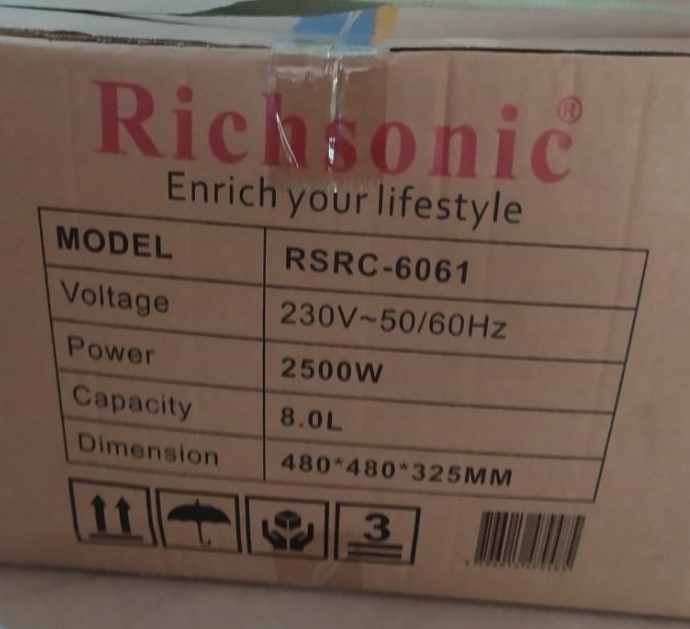 Richsonic®
Enrich your lifestyle
MODEL RSRC-6061
Voltage 230V~50/60Hz
Power 2500W
Capacity 8.0L
Dimension 480*480*325MM
3